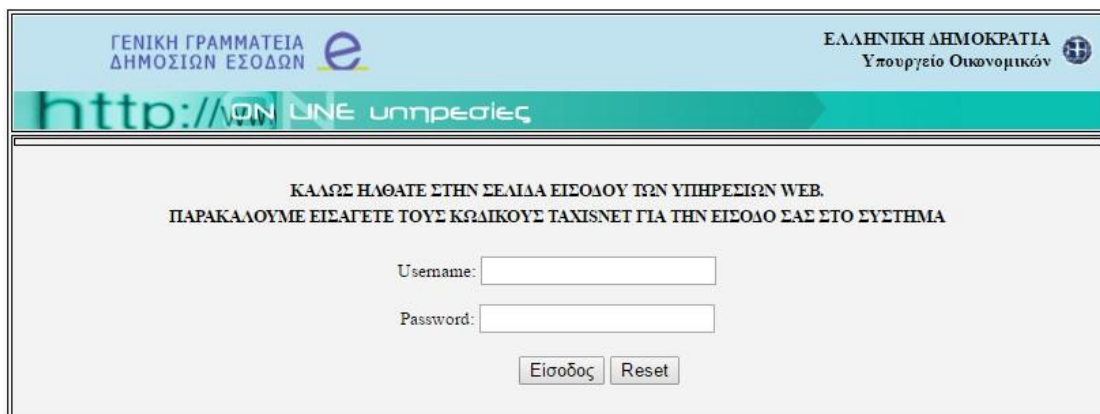 ΓΕΝΙΚΗ ΓΡΑΜΜΑΤΕΙΑ
ΔΗΜΟΣΙΩΝ ΕΣΟΔΩΝ
e
ΕΛΛΗΝΙΚΗ ΔΗΜΟΚΡΑΤΙΑ
Υπουργείο Οικονομικών
http://www
ON LINE υπηρεσίες
ΚΑΛΩΣ ΗΛΘΑΤΕ ΣΤΗΝ ΣΕΛΙΔΑ ΕΙΣΟΔΟΥ ΤΩΝ ΥΠΗΡΕΣΙΩΝ WEB.
ΠΑΡΑΚΑΛΟΥΜΕ ΕΙΣΑΓΕΤΕ ΤΟΥΣ ΚΩΔΙΚΟΥΣ TAXISNET ΓΙΑ ΤΗΝ ΕΙΣΟΔΟ ΣΑΣ ΣΤΟ ΣΥΣΤΗΜΑ
Username:
Password:
Είσοδος Reset